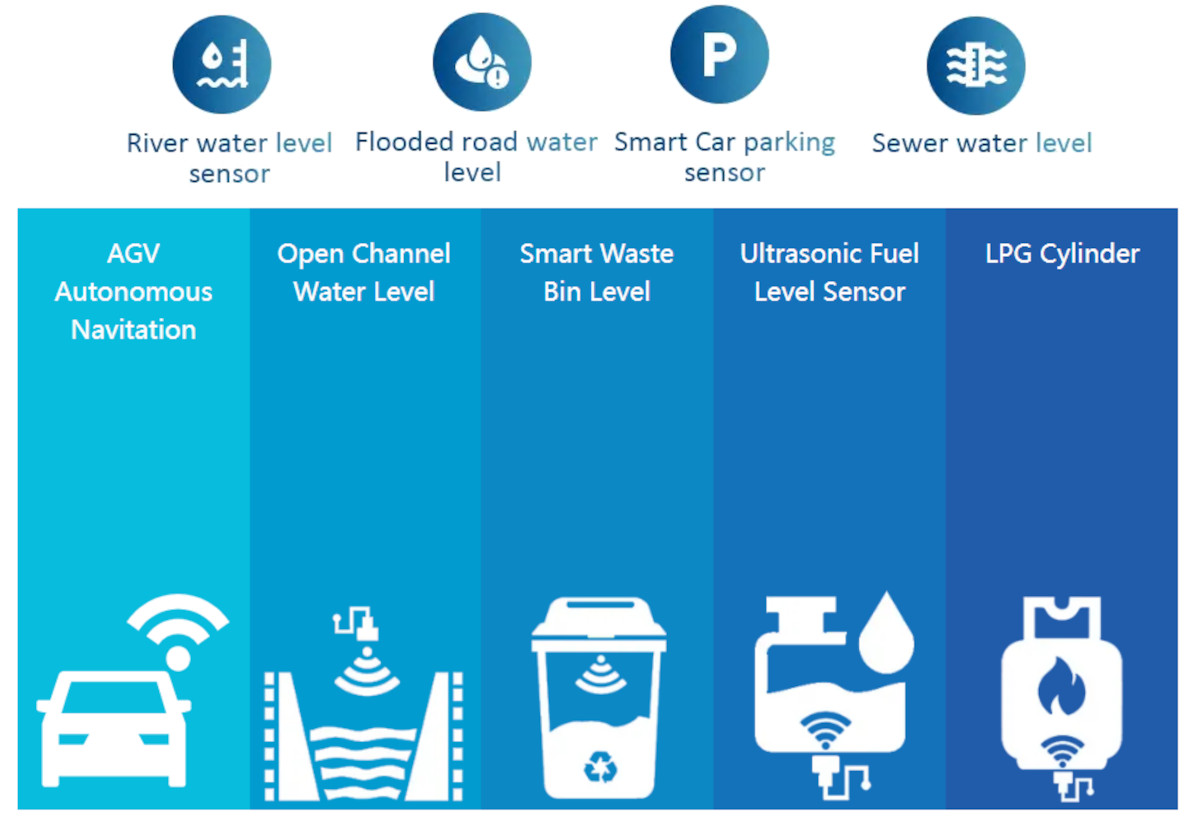 P
River water level
sensor
Flooded road water
level
Smart Car parking
sensor
Sewer water level
AGV
Autonomous
Navitation
Open Channel
Water Level
Smart Waste
Bin Level
Ultrasonic Fuel
Level Sensor
LPG Cylinder